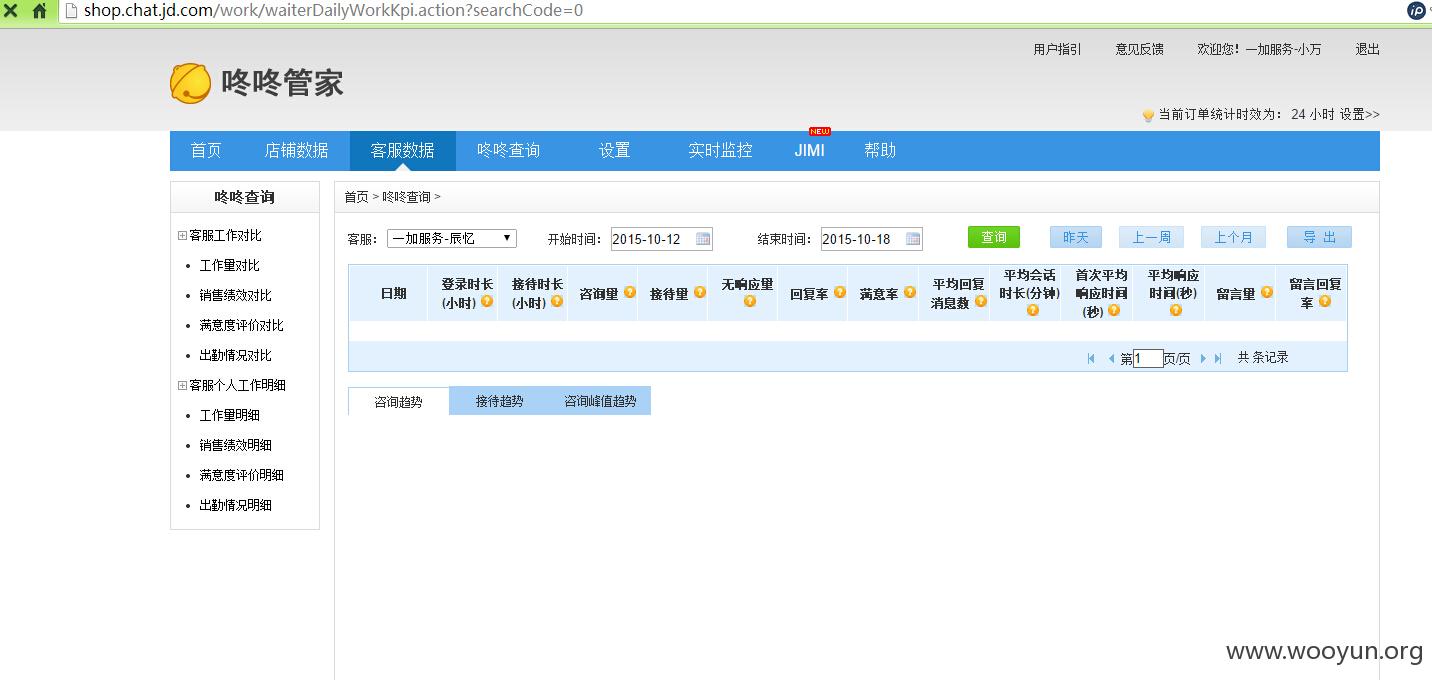 shop.chat.jd.com/work/waiterDailyWorkKpi.action?searchCode=0
iP
用户指引 意见反馈 欢迎您！一加服务-小万 退出
咚咚管家
当前订单统计时效为： 24 小时 设置>>
NEW
首页 店铺数据 客服数据 咚咚查询 设置 实时监控 JIMI 帮助
咚咚查询
客服工作对比
工作量对比
销售绩效对比
满意度评价对比
出勤情况对比
客服个人工作明细
工作量明细
销售绩效明细
满意度评价明细
出勤情况明细
首页 > 咚咚查询 >
客服： 一加服务-辰忆 开始时间： 2015-10-12 结束时间： 2015-10-18 查询 昨天 上一周 上个月 导 出
日期
登录时长
(小时)
接待时长
(小时)
咨询量
接待量
无响应量
回复率
满意率
平均回复
消息数
平均会话
时长(分钟)
首次平均
响应时间
(秒)
平均响应
时间(秒)
留言量
留言回复
率
第 1 页/页 共 条记录
咨询趋势 接待趋势 咨询峰值趋势
www.wooyun.org